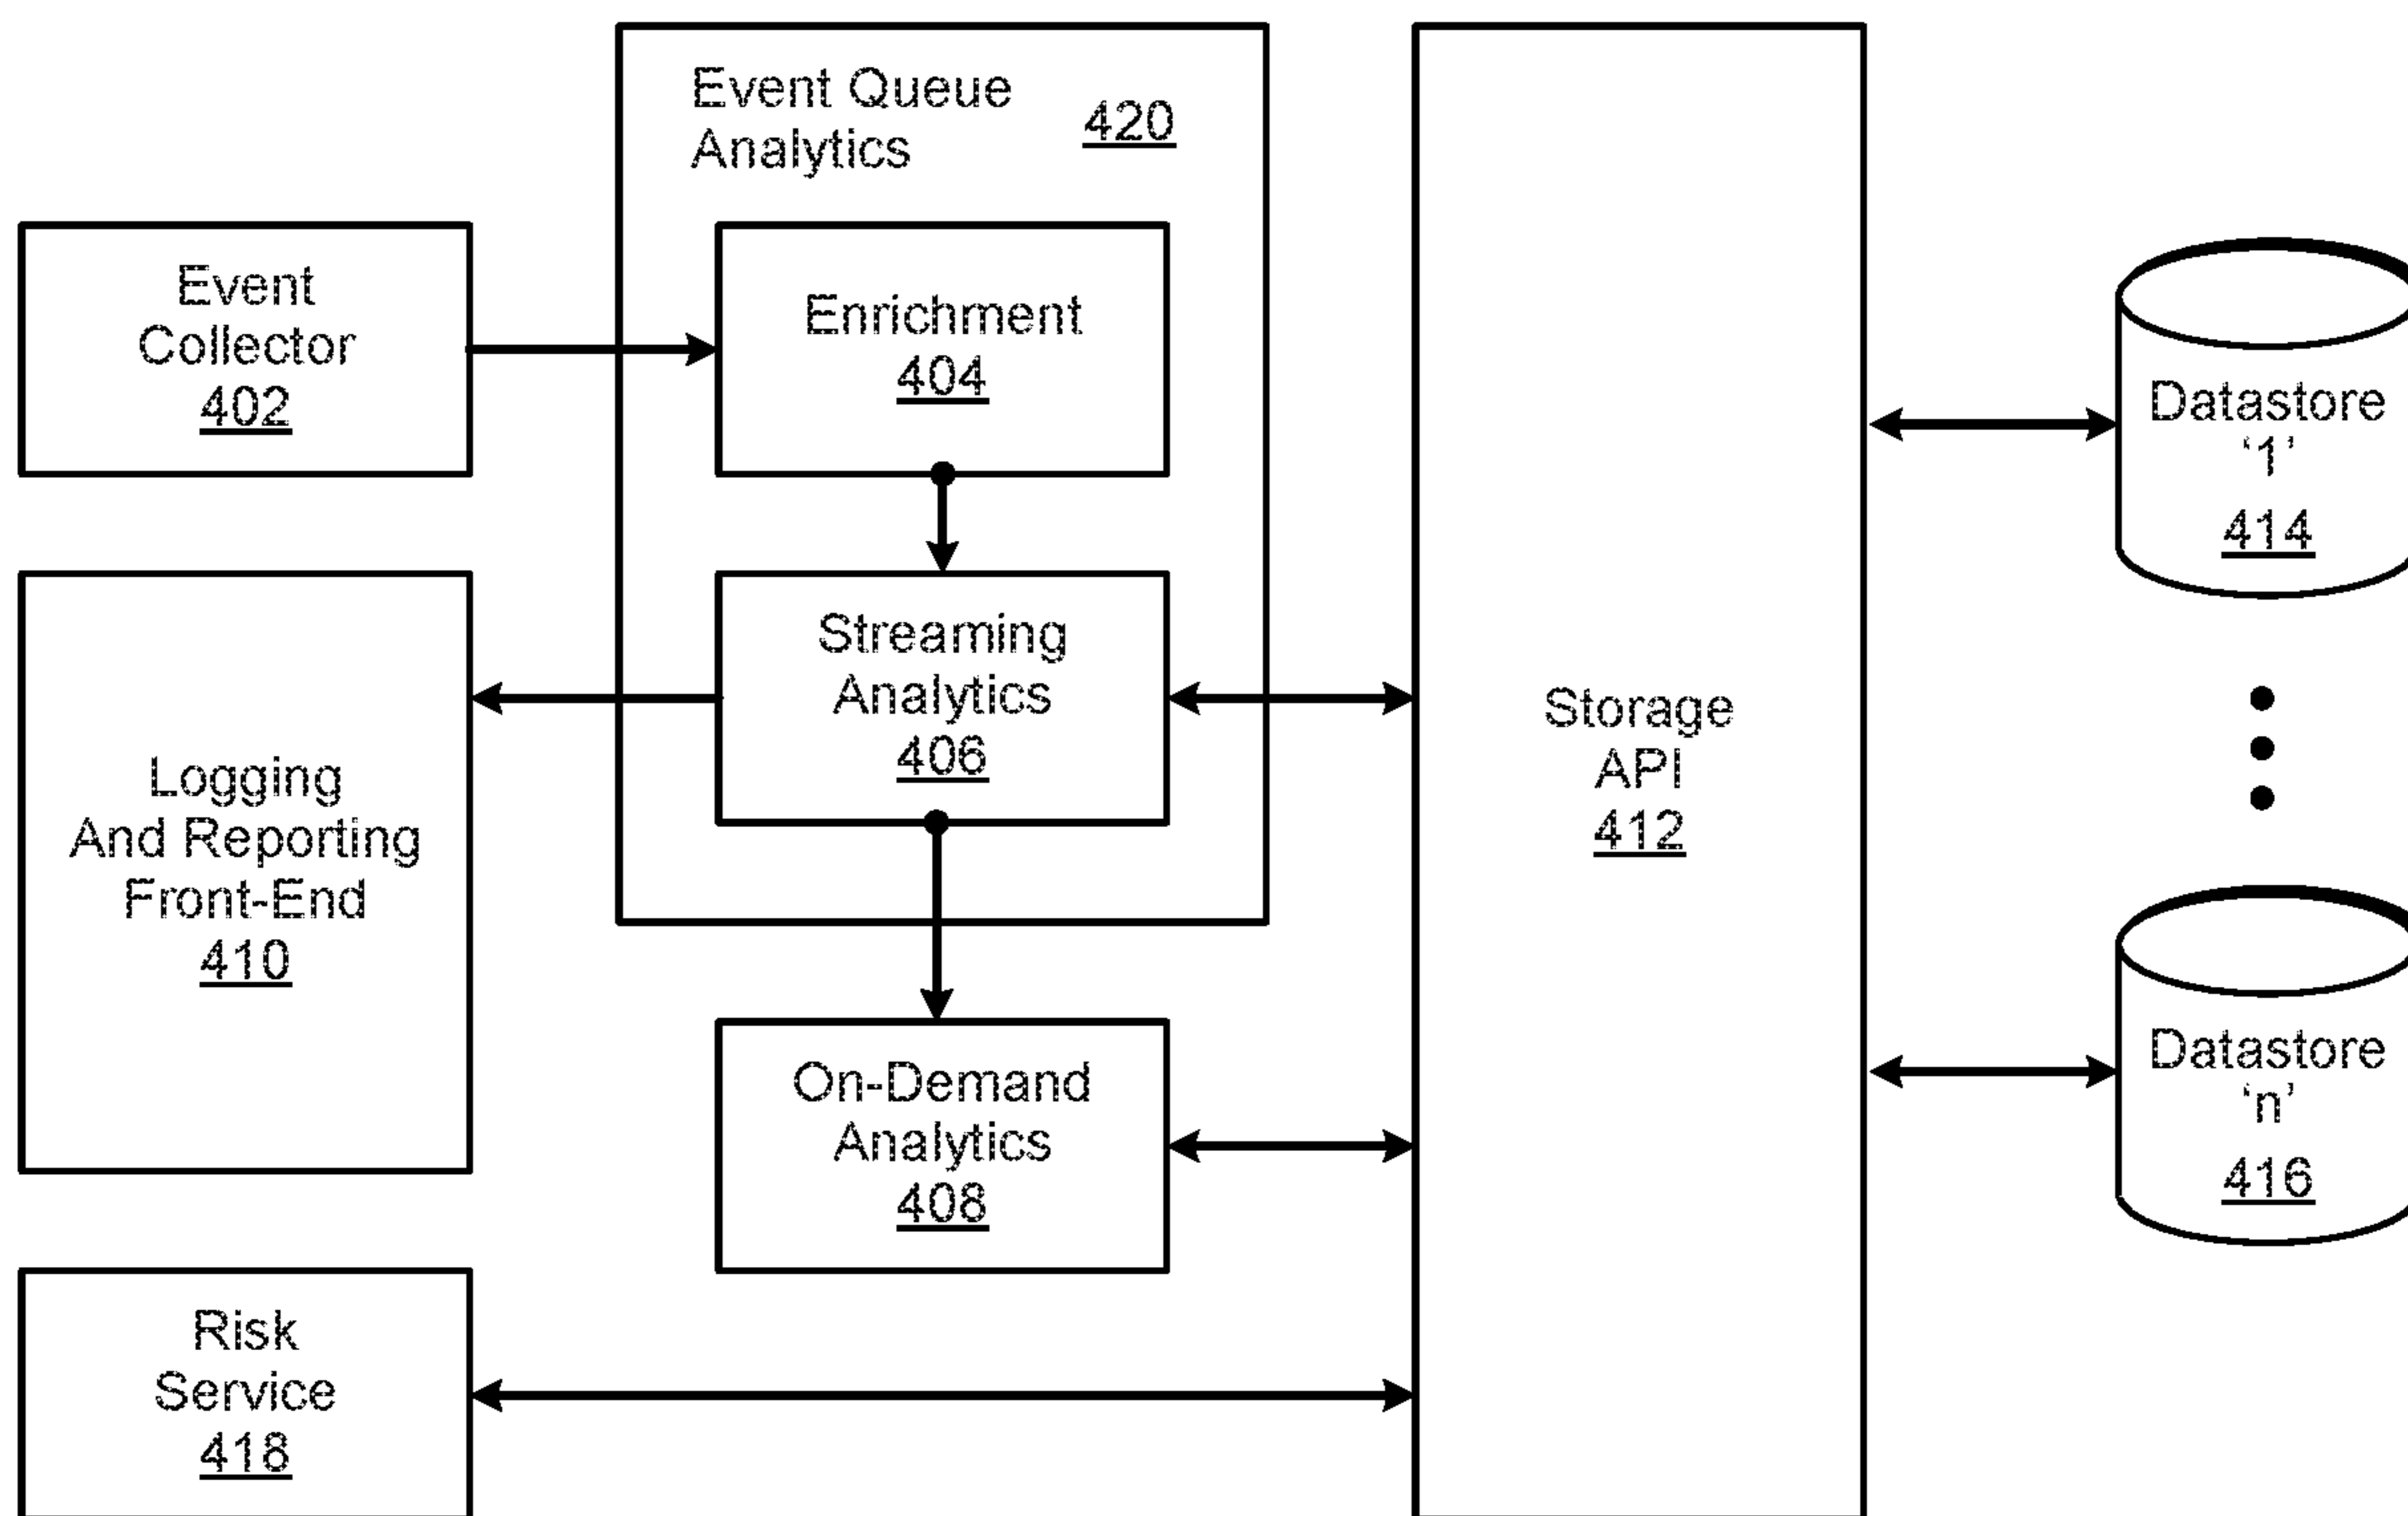 Event Queue
Analytics
420
Event
Collector
402
Enrichment
404
Streaming
Analytics
406
Logging
And Reporting
Front-End
410
On-Demand
Analytics
408
Risk
Service
418
Storage
API
412
Datastore
‘1’
414
Datastore
‘n’
416